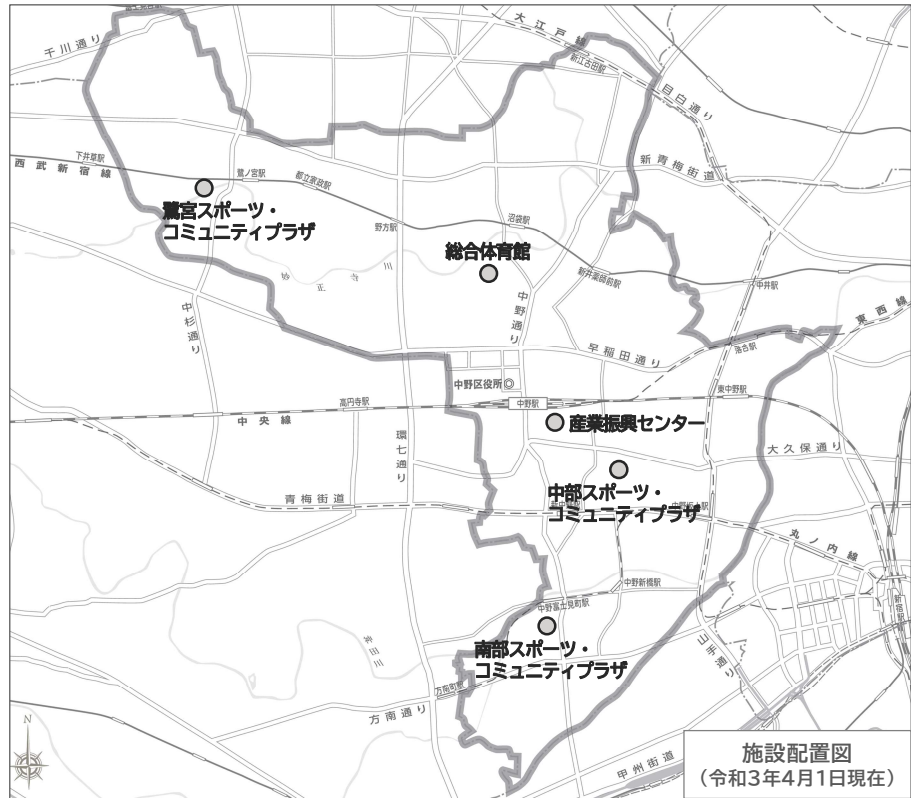 大江戸線
千川通り
新江古田駅
目白通り
下井草駅
西武新宿線
鷺ノ宮駅
都立家政駅
新青梅街道
鷺宮スポーツ・
コミュニティプラザ
野方駅
沼袋駅
総合体育館
妙正寺川
新井薬師前駅
中井駅
中野通り
中杉通り
東西線
早稲田通り
落合駅
中野区役所
高円寺駅
中野駅
東中野駅
中央線
産業振興センター
環七通り
大久保通り
中部スポーツ・
コミュニティプラザ
青梅街道
丸ノ内線
中野新橋駅
中野富士見町駅
新宿駅
南部スポーツ・
コミュニティプラザ
山手通り
方南町駅
方南通り
N
甲州街道
施設配置図
(令和3年4月1日現在)